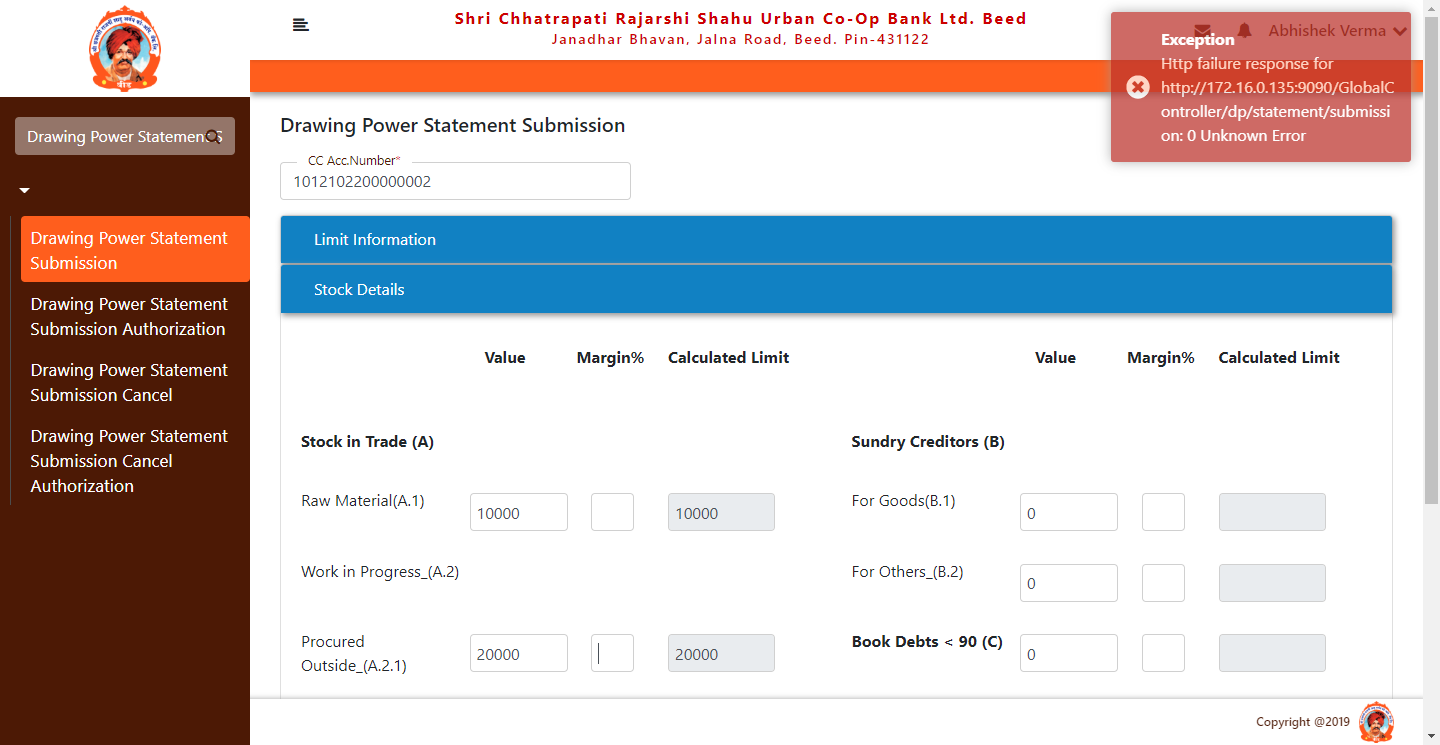 Shri Chhatrapati Rajarshi Shahu Urban Co-Op Bank Ltd. Beed
Janadhar Bhavan, Jalna Road, Beed. Pin-431122
Abhishek Verma
Exception
Http failure response for
http://172.16.0.135:9090/GlobalC
ontroller/dp/statement/submissi
on: 0 Unknown Error
बीड
Drawing Power Statement S
Drawing Power Statement
Submission
Drawing Power Statement
Submission Authorization
Drawing Power Statement
Submission Cancel
Drawing Power Statement
Submission Cancel
Authorization
Drawing Power Statement Submission
CC Acc.Number*
1012102200000002
Limit Information
Stock Details
Value Margin% Calculated Limit Value Margin% Calculated Limit
Stock in Trade (A) Sundry Creditors (B)
Raw Material(A.1) 10000 10000 For Goods(B.1) 0
Work in Progress_(A.2) For Others_(B.2) 0
Procured
Outside_(A.2.1) 20000 20000 Book Debts < 90 (C) 0
Copyright @2019